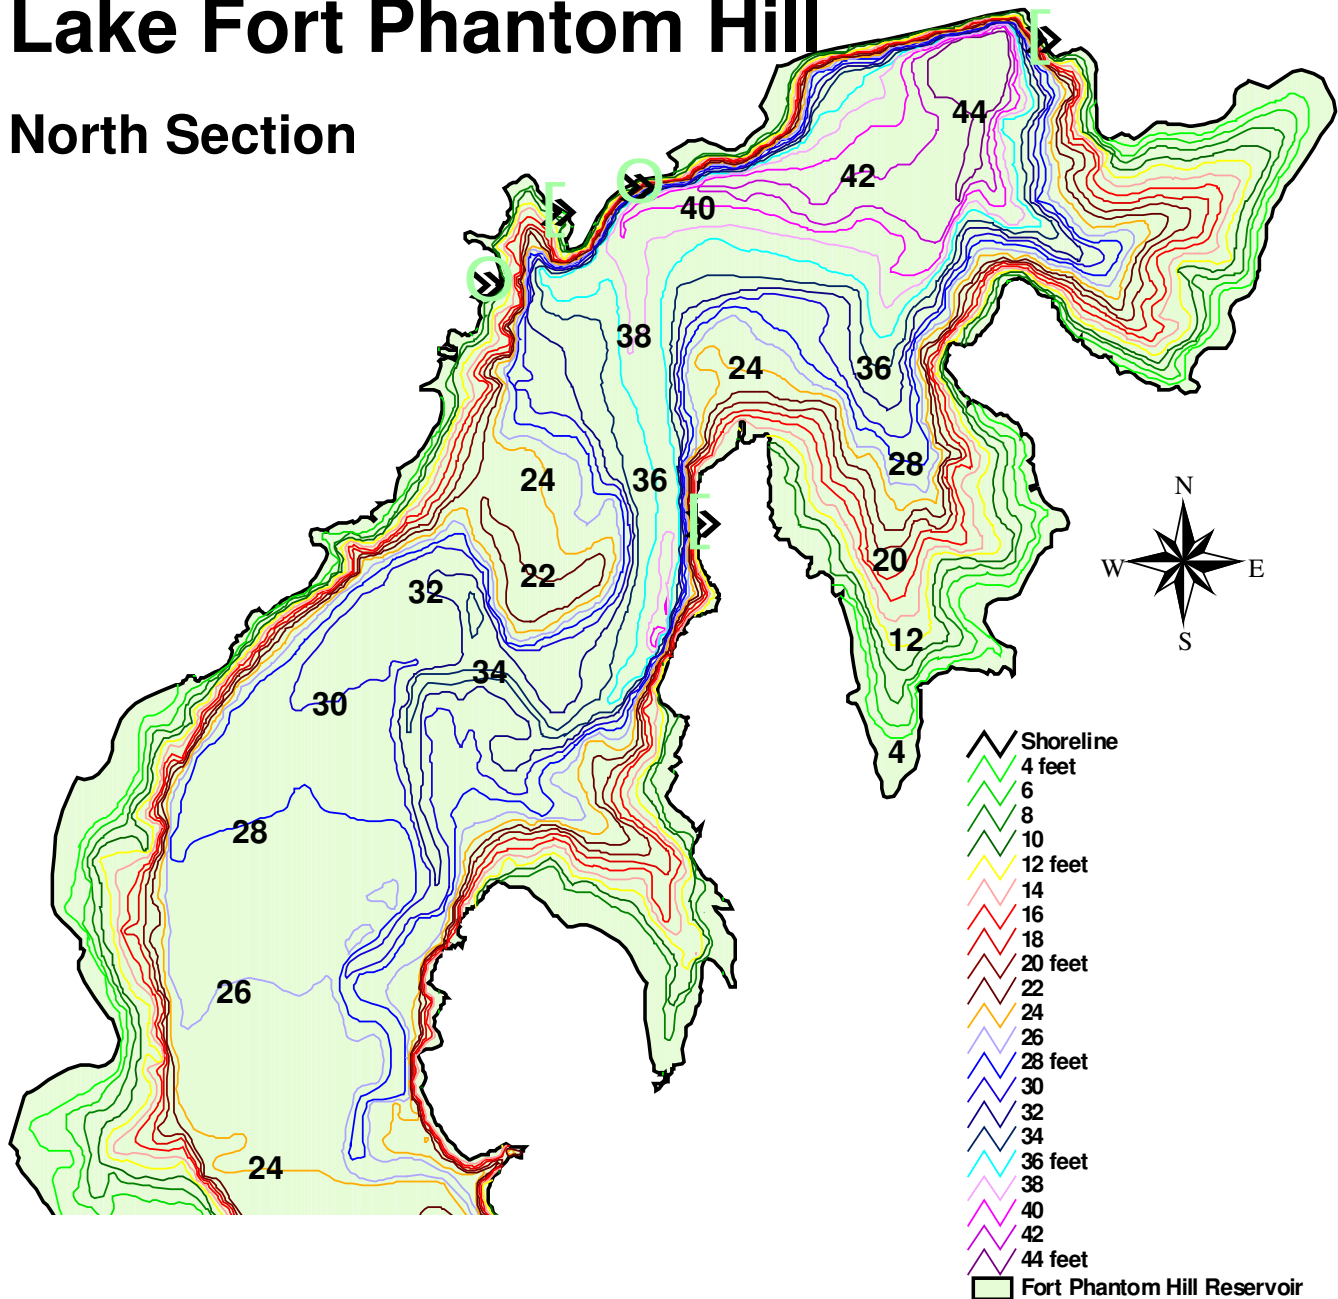 Lake Fort Phantom Hill
North Section
44
42
40
38
36
24
28
24
36
20
22
32
12
34
30
4
28
26
24
N
W E
S
Shoreline
4 feet
6
8
10
12 feet
14
16
18
20 feet
22
24
26
28 feet
30
32
34
36 feet
38
40
42
44 feet
Fort Phantom Hill Reservoir